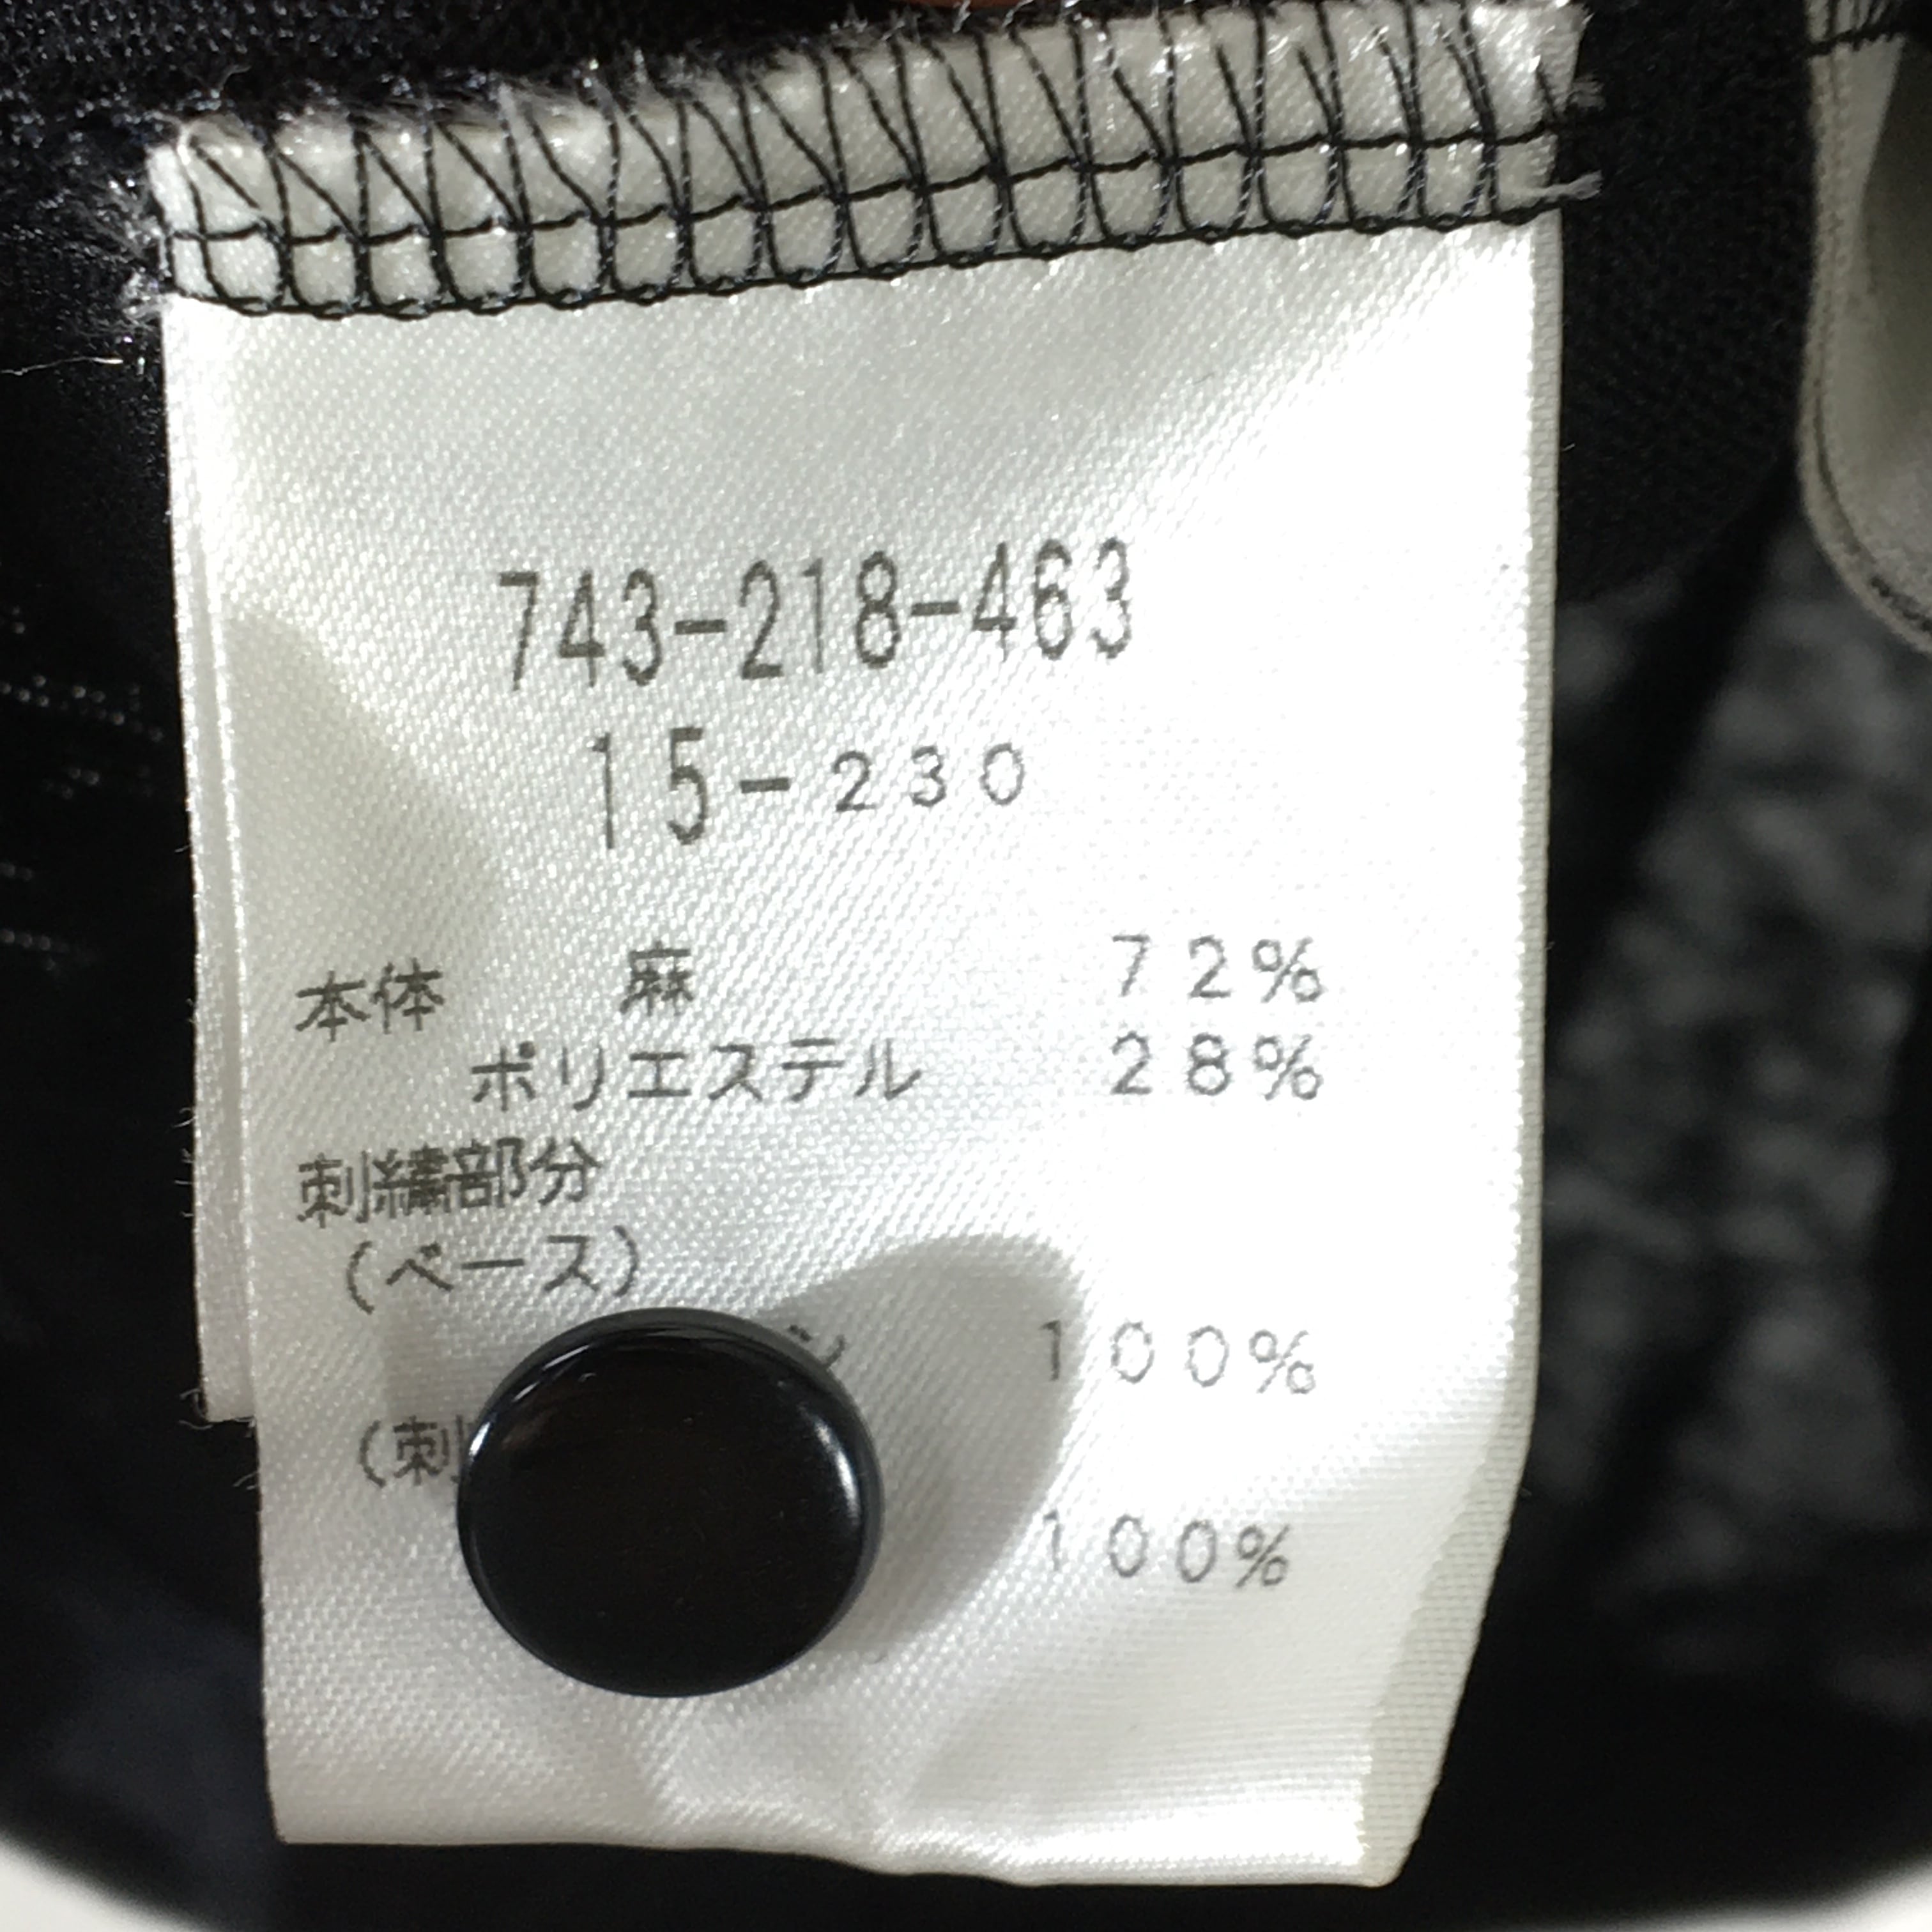 743-218-463
15-230
本体 麻 72%
ポリエステル 28%
刺繍部分
(ベース)
100%
(刺
100%